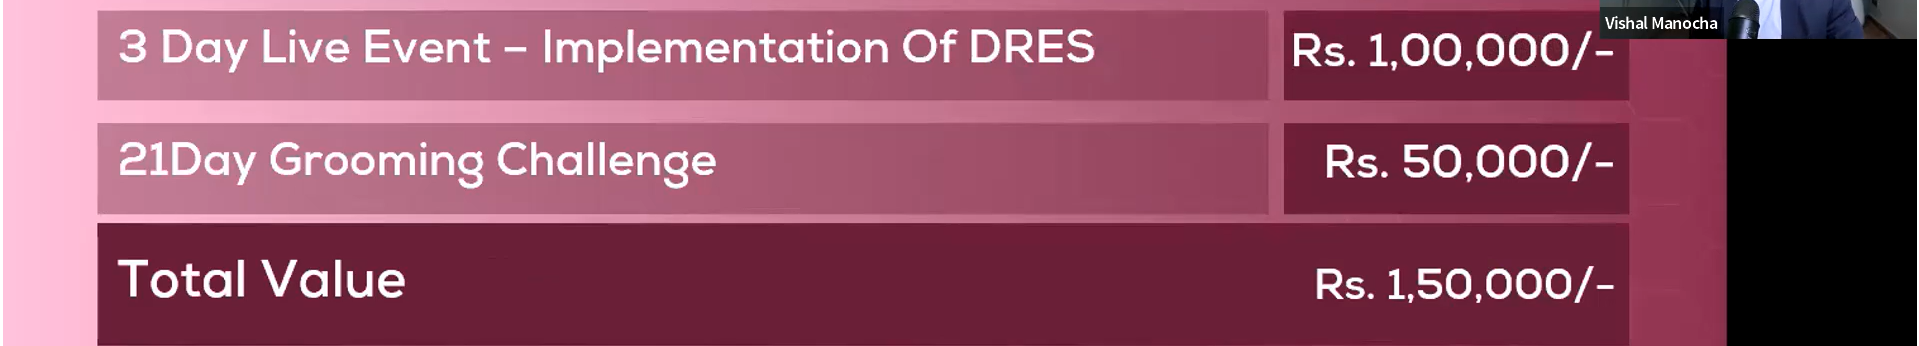 Vishal Manocha
3 Day Live Event – Implementation Of DRES Rs. 1,00,000/-
21Day Grooming Challenge Rs. 50,000/-
Total Value Rs. 1,50,000/-